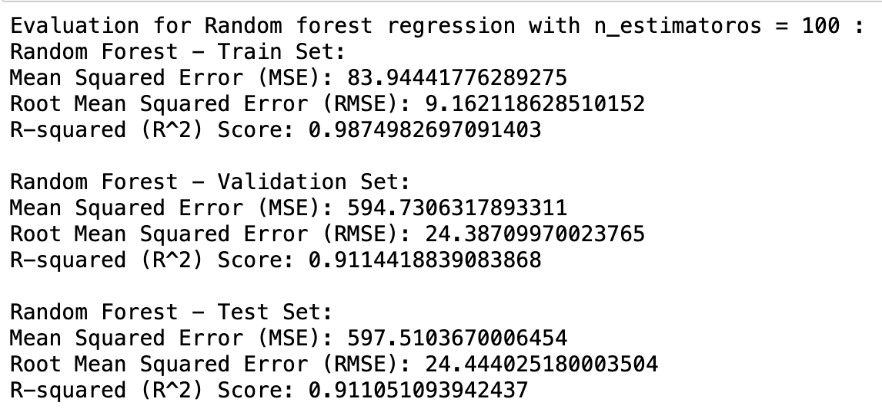 Evaluation for Random forest regression with n_estimatoros = 100 :
Random Forest - Train Set:
Mean Squared Error (MSE): 83.94441776289275
Root Mean Squared Error (RMSE): 9.162118628510152
R-squared (R^2) Score: 0.9874982697091403

Random Forest - Validation Set:
Mean Squared Error (MSE): 594.7306317893311
Root Mean Squared Error (RMSE): 24.38709970023765
R-squared (R^2) Score: 0.9114418839083868

Random Forest - Test Set:
Mean Squared Error (MSE): 597.5103670006454
Root Mean Squared Error (RMSE): 24.444025180003504
R-squared (R^2) Score: 0.911051093942437